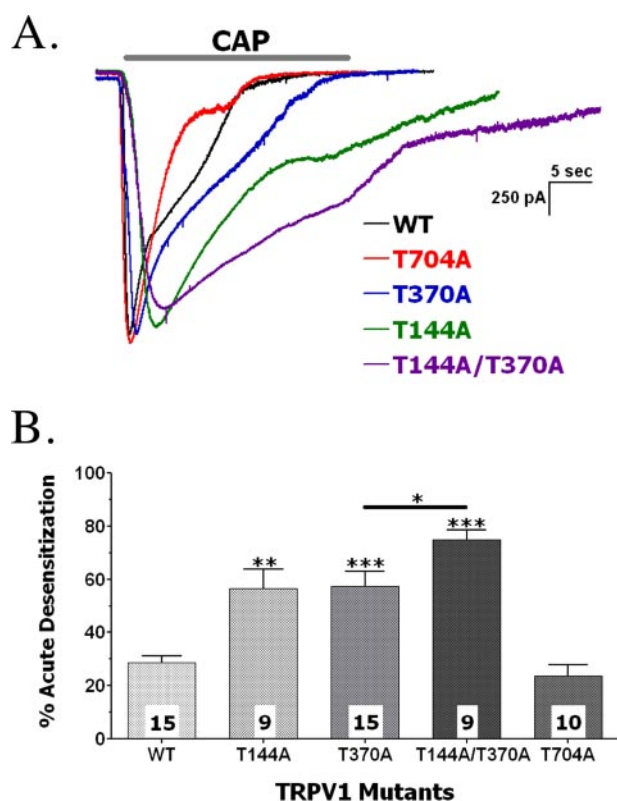 A.
CAP
5 sec
250 pA
WT
T704A
T370A
T144A
T144A/T370A
B.
% Acute Desensitization
100
80
60
40
20
0
**
***
*
***
15
9
15
9
10
WT
T144A
T370A
T144A/T370A
T704A
TRPV1 Mutants